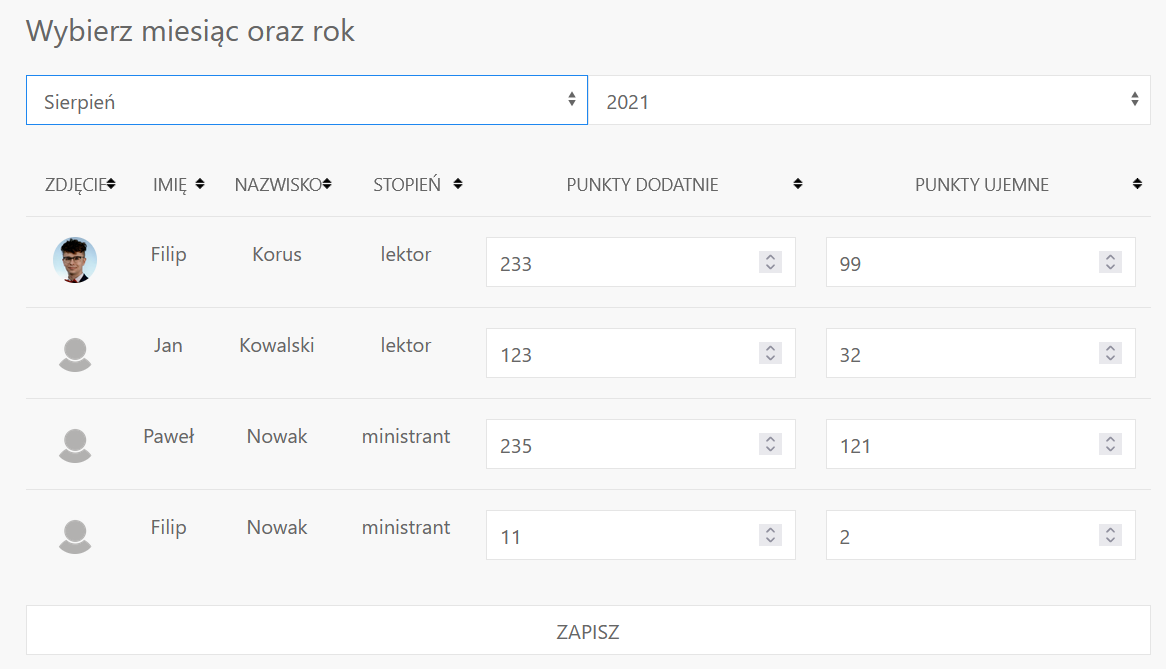 Wybierz miesiąc oraz rok
Sierpień 2021
ZDJĘCIE IMIĘ NAZWISKO STOPIEŃ PUNKTY DODATNIE PUNKTY UJEMNE
Filip Korus lektor 233 99
Jan Kowalski lektor 123 32
Paweł Nowak ministrant 235 121
Filip Nowak ministrant 11 2
ZAPISZ